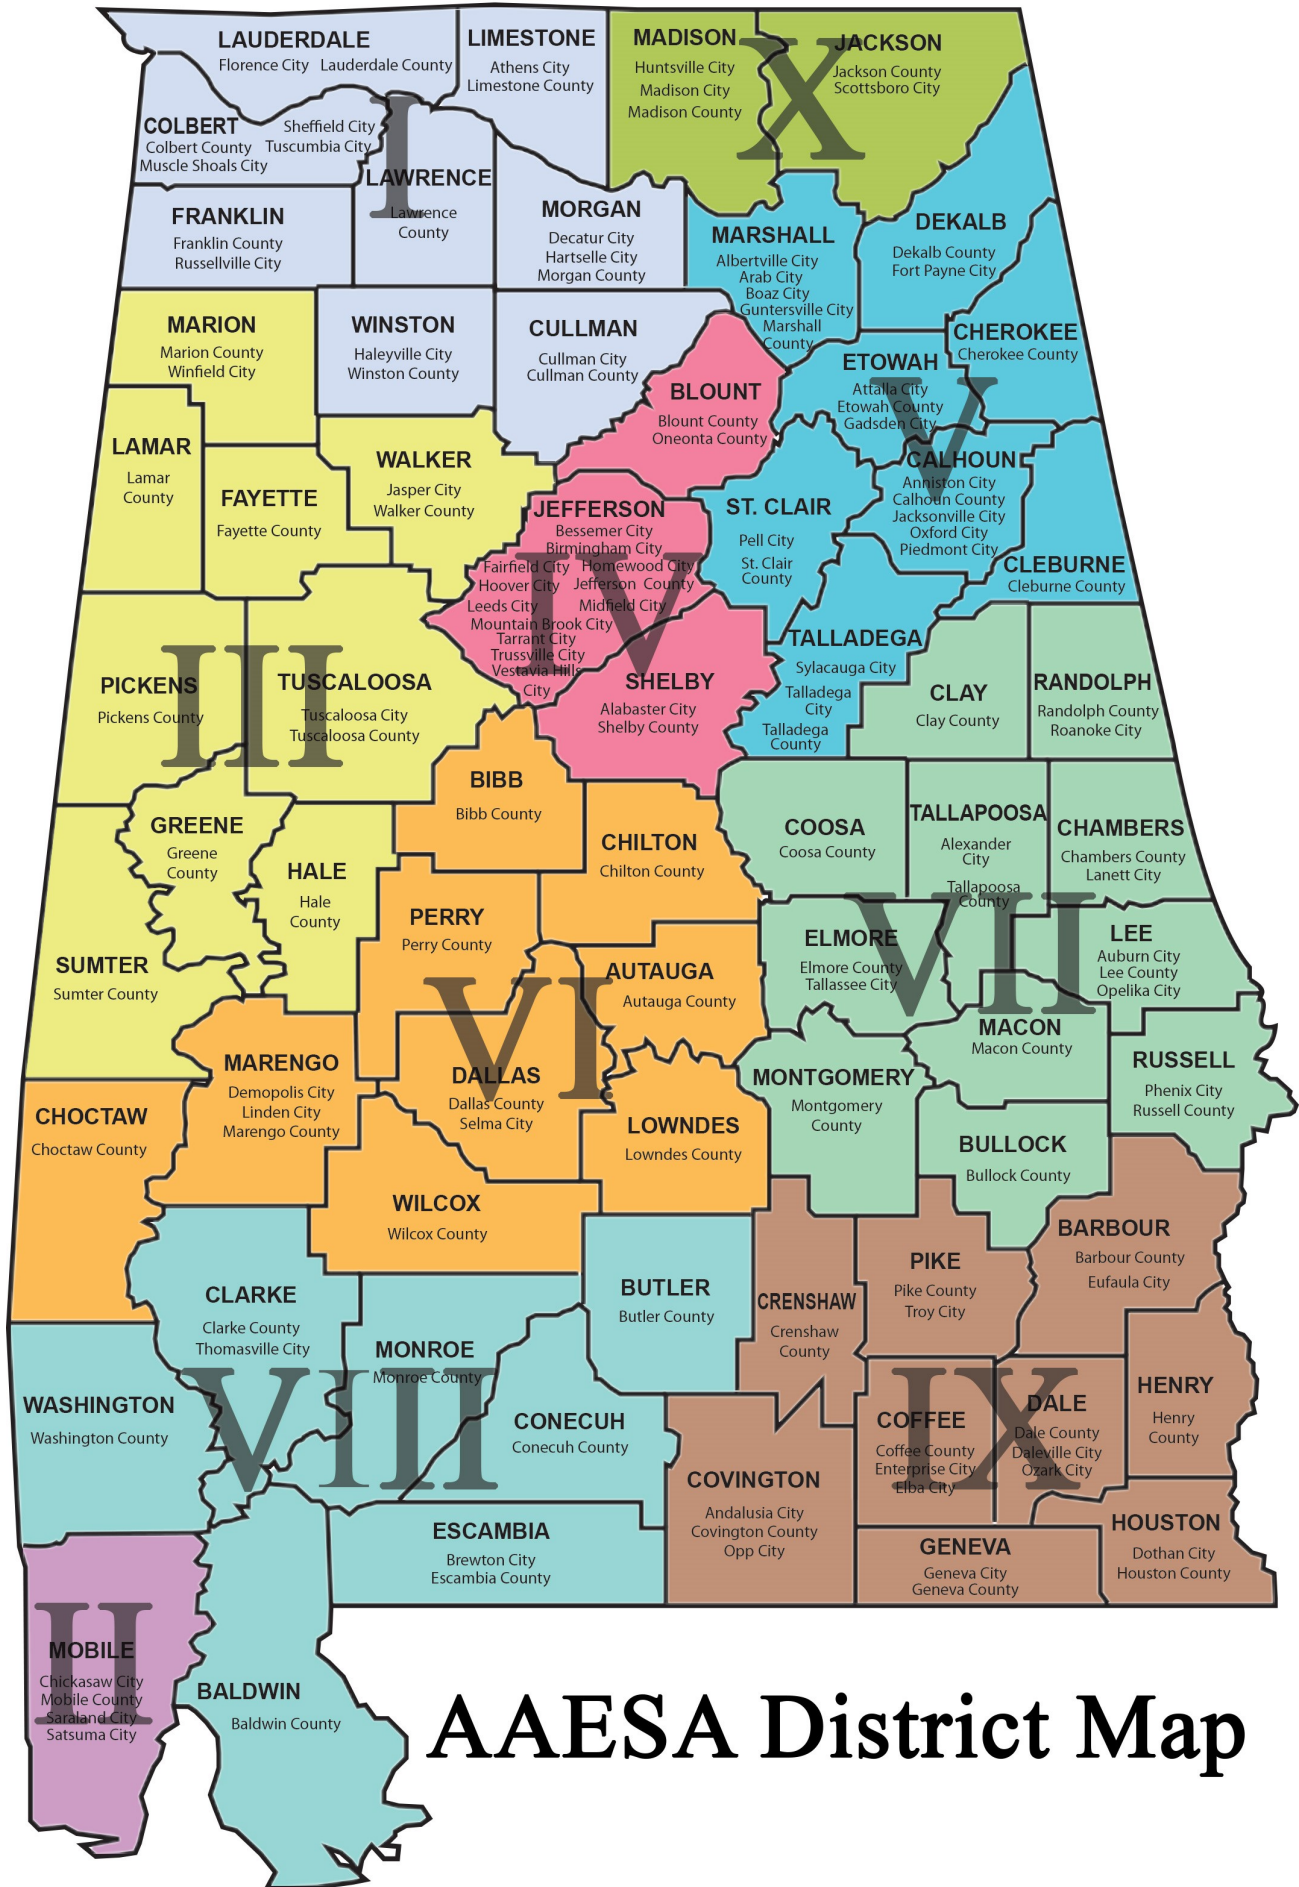 LAUDERDALE
Florence City Lauderdale County
LIMESTONE
Athens City
Limestone County
MADISON
Huntsville City
Madison City
Madison County
X
JACKSON
Jackson County
Scottsboro City
COLBERT
Colbert County
Muscle Shoals City
Sheffield City
Tuscumbia City
I
LAWRENCE
Lawrence
County
FRANKLIN
Franklin County
Russellville City
MORGAN
Decatur City
Hartselle City
Morgan County
MARSHALL
Albertville City
Arab City
Boaz City
Guntersville City
Marshall
County
DEKALB
Dekalb County
Fort Payne City
CHEROKEE
Cherokee County
MARION
Marion County
Winfield City
WINSTON
Haleyville City
Winston County
CULLMAN
Cullman City
Cullman County
BLOUNT
Blount County
Oneonta County
ETOWAH
Attalla City
Etowah County
Gadsden City
V
LAMAR
Lamar
County
FAYETTE
Fayette County
WALKER
Jasper City
Walker County
JEFFERSON
Bessemer City
Birmingham City
Fairfield City Homewood City
Hoover City Jefferson County
Leeds City Midfield City
Mountain Brook City
Tarrant City
Trussville City
Vestavia Hills
City
IV
ST. CLAIR
Pell City
St. Clair
County
CALHOUN
Anniston City
Calhoun County
Jacksonville City
Oxford City
Piedmont City
CLEBURNE
Cleburne County
PICKENS
Pickens County
III
TUSCALOOSA
Tuscaloosa City
Tuscaloosa County
SHELBY
Alabaster City
Shelby County
TALLADEGA
Sylacauga City
Talladega
City
Talladega
County
CLAY
Clay County
RANDOLPH
Randolph County
Roanoke City
GREENE
Greene
County
HALE
Hale
County
BIBB
Bibb County
CHILTON
Chilton County
COOSA
Coosa County
TALLAPOOSA
Alexander
City
Tallapoosa
County
CHAMBERS
Chambers County
Lanett City
SUMTER
Sumter County
PERRY
Perry County
VI
AUTAUGA
Autauga County
ELMORE
Elmore County
Tallassee City
VII
LEE
Auburn City
Lee County
Opelika City
MARENGO
Demopolis City
Linden City
Marengo County
DALLAS
Dallas County
Selma City
MACON
Macon County
RUSSELL
Phenix City
Russell County
CHOCTAW
Choctaw County
LOWNDES
Lowndes County
MONTGOMERY
Montgomery
County
BULLOCK
Bullock County
WILCOX
Wilcox County
CLARKE
Clarke County
Thomasville City
BUTLER
Butler County
CRENSHAW
Crenshaw
County
PIKE
Pike County
Troy City
BARBOUR
Barbour County
Eufaula City
MONROE
Monroe County
VIII
WASHINGTON
Washington County
CONECUH
Conecuh County
COVINGTON
Andalusia City
Covington County
Opp City
COFFEE
Coffee County
Enterprise City
Elba City
IX
DALE
Dale County
Daleville City
Ozark City
HENRY
Henry
County
ESCAMBIA
Brewton City
Escambia County
GENEVA
Geneva City
Geneva County
HOUSTON
Dothan City
Houston County
II
MOBILE
Chickasaw City
Mobile County
Saraland City
Satsuma City
BALDWIN
Baldwin County
AAESA District Map